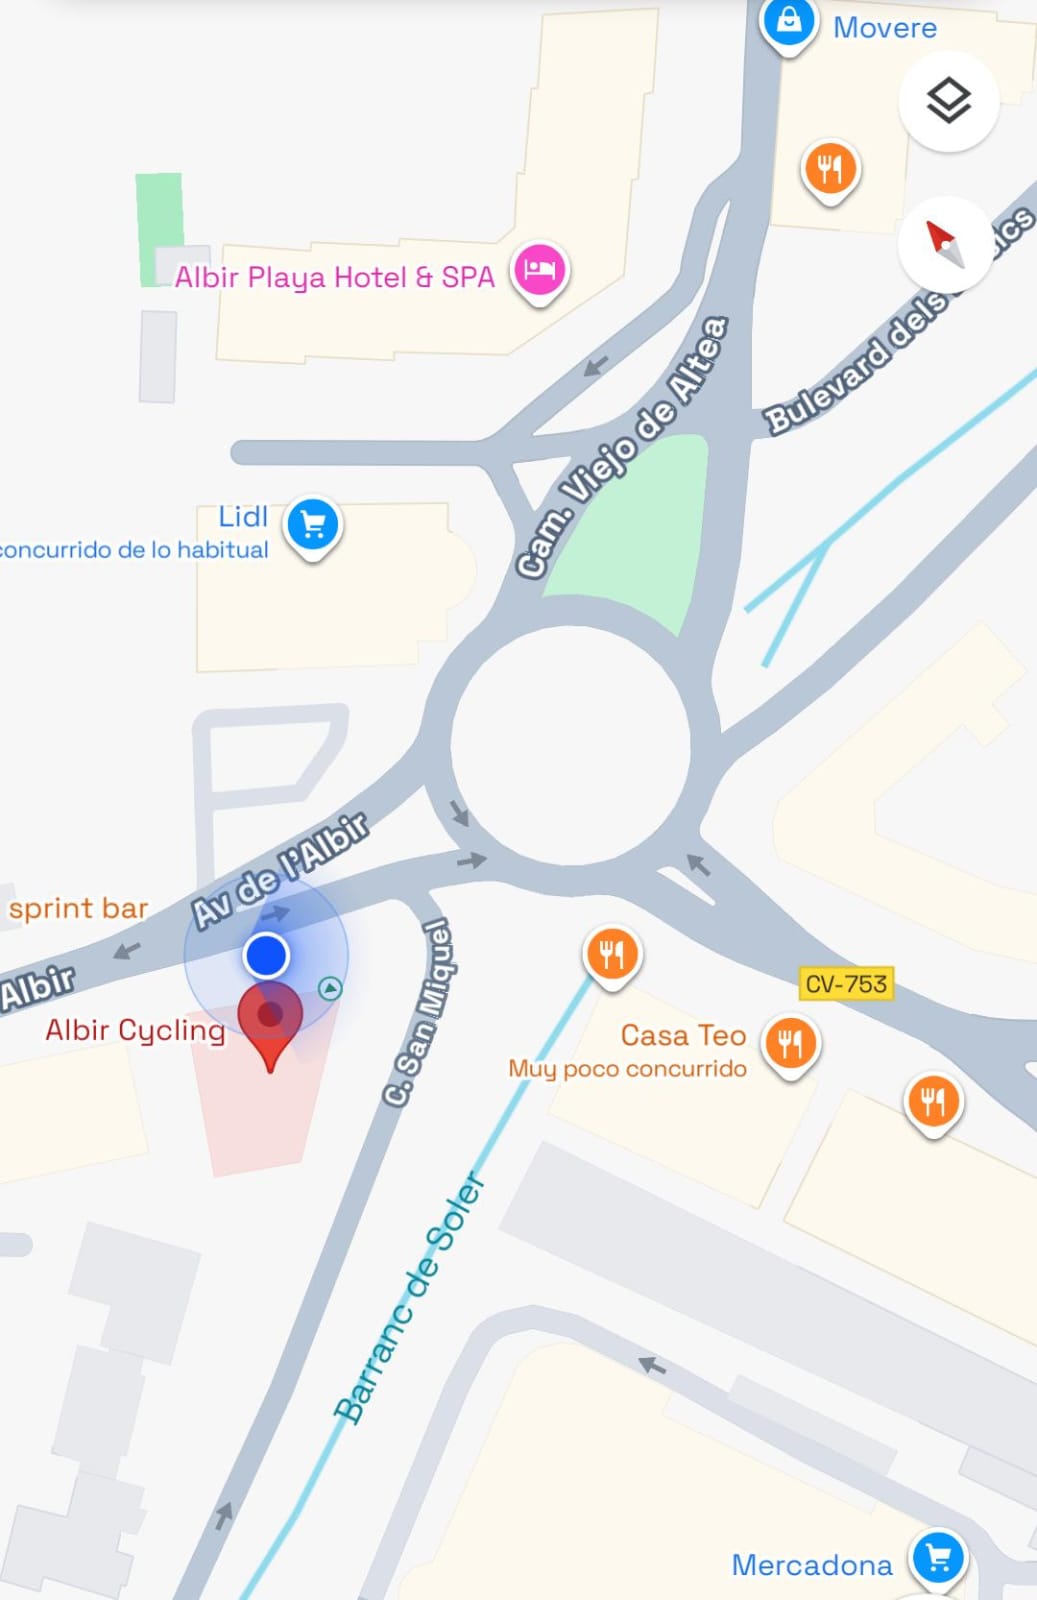 Movere
ics
Albir Playa Hotel & SPA
Cam. Viejo de Altea
Bulevard dels
Lidl
concurrido de lo habitual
Av de l'Albir
sprint bar
Albir
C. San Miquel
CV-753
Albir Cycling
Casa Teo
Muy poco concurrido
Barranc de Soler
Mercadona